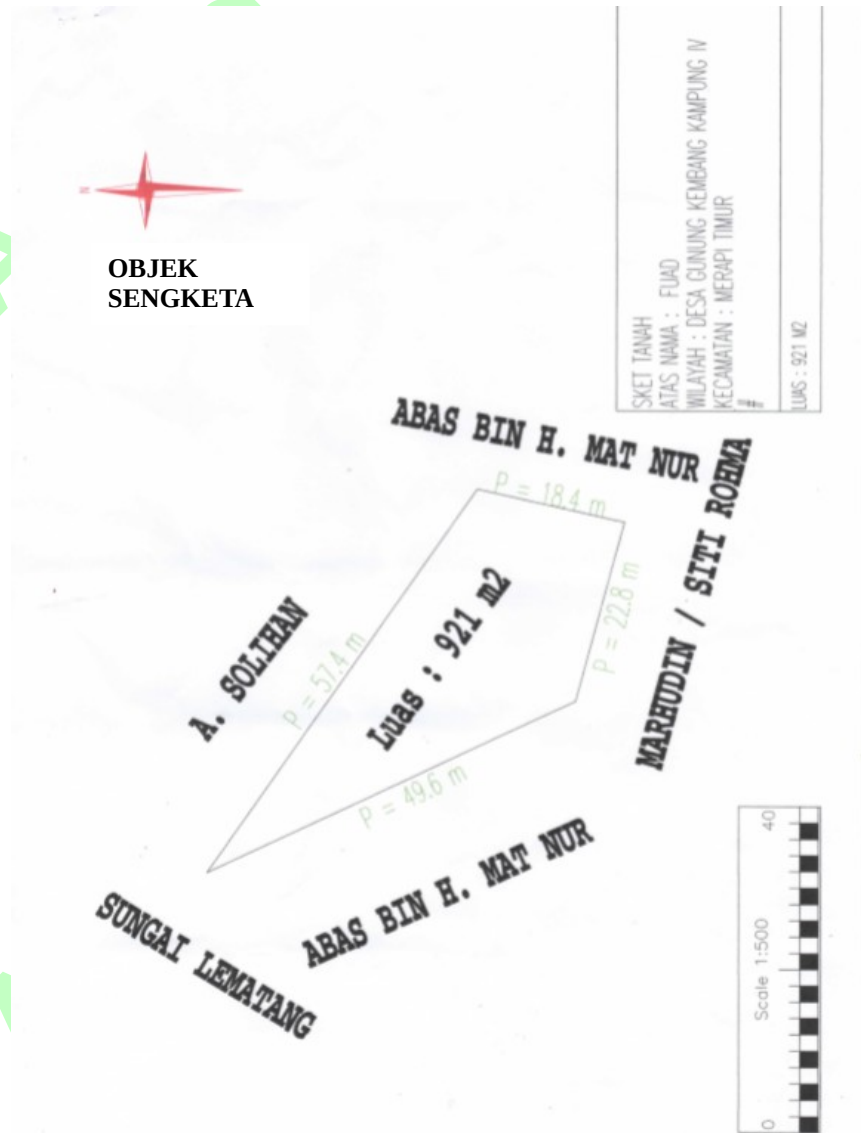 N
OBJEK
SENGKETA
SKET TANAH
ATAS NAMA : FUAD
WILAYAH : DESA GUNUNG KEMBANG KAMPUNG IV
KECAMATAN : MERAPI TIMUR
#
LUAS : 921 M2
ABAS BIN H. MAT NUR
P = 18.4 m
MARHUDIN / SITI ROHMA
P = 22.8 m
A. SOLIHAN
P = 57.4 m
Luas : 921 m2
P = 49.6 m
ABAS BIN H. MAT NUR
SUNGAI LEMATANG
0
Scale 1:500
40